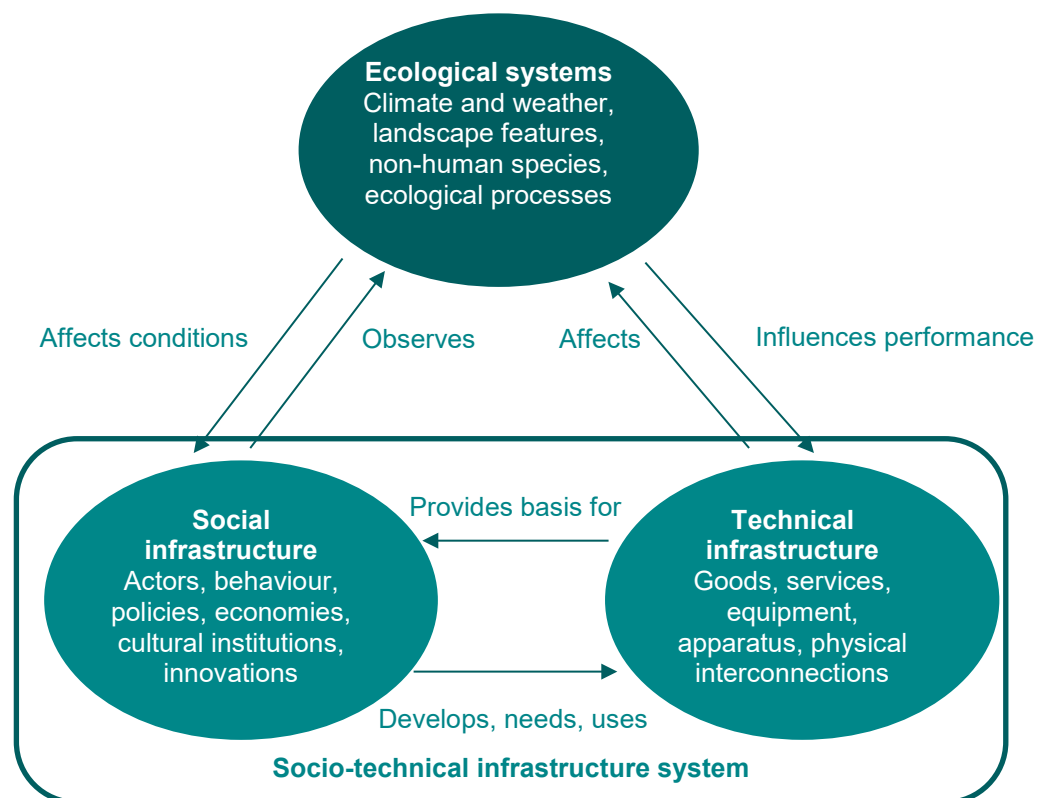 Ecological systems
Climate and weather,
landscape features,
non-human species,
ecological processes
Affects conditions
Observes
Affects
Influences performance
Social
infrastructure
Actors, behaviour,
policies, economies,
cultural institutions,
innovations
Provides basis for
Technical
infrastructure
Goods, services,
equipment,
apparatus, physical
interconnections
Develops, needs, uses
Socio-technical infrastructure system